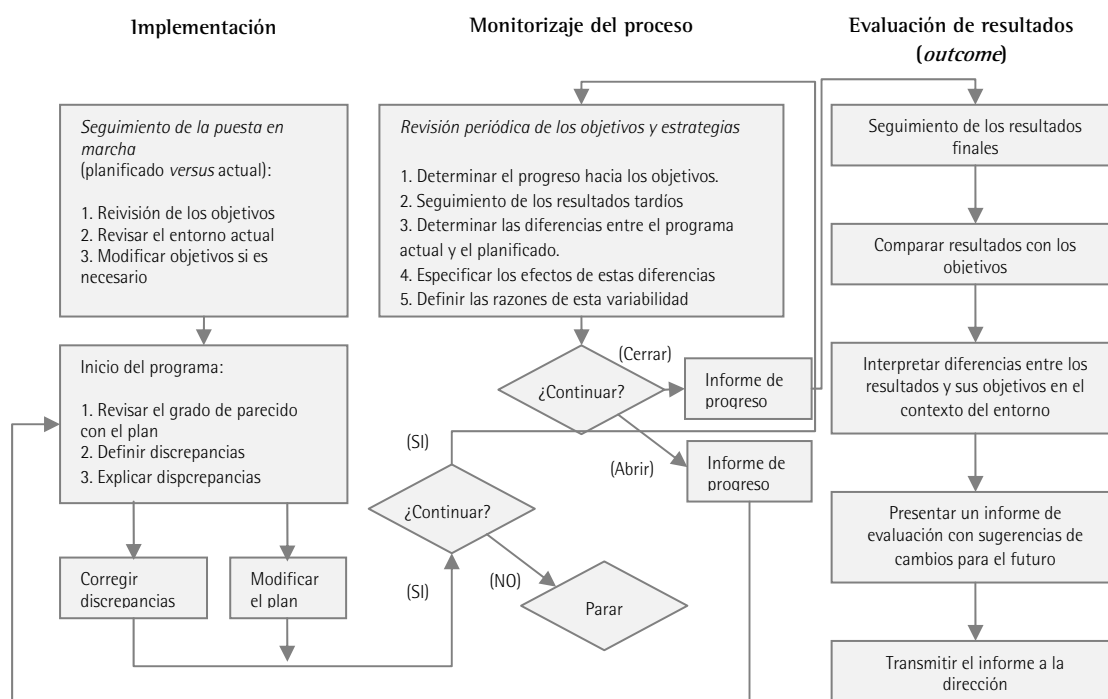 Implementación
Seguimiento de la puesta en
marcha
(planificado versus actual):
1. Reivisión de los objetivos
2. Revisar el entorno actual
3. Modificar objetivos si es
necesario
Inicio del programa:
1. Revisar el grado de parecido
con el plan
2. Definir discrepancias
3. Explicar dispcrepancias
Corregir
discrepancias
Modificar
el plan
Monitorizaje del proceso
Revisión periódica de los objetivos y estrategias
1. Determinar el progreso hacia los objetivos.
2. Seguimiento de los resultados tardíos
3. Determinar las diferencias entre el programa
actual y el planificado.
4. Especificar los efectos de estas diferencias
5. Definir las razones de esta variabilidad
¿Continuar?
(Cerrar)
Informe de
progreso
(Abrir)
Informe de
progreso
(SI)
¿Continuar?
(SI)
(NO)
Parar
Evaluación de resultados
(outcome)
Seguimiento de los resultados
finales
Comparar resultados con los
objetivos
Interpretar diferencias entre los
resultados y sus objetivos en el
contexto del entorno
Presentar un informe de
evaluación con sugerencias de
cambios para el futuro
Transmitir el informe a la
dirección